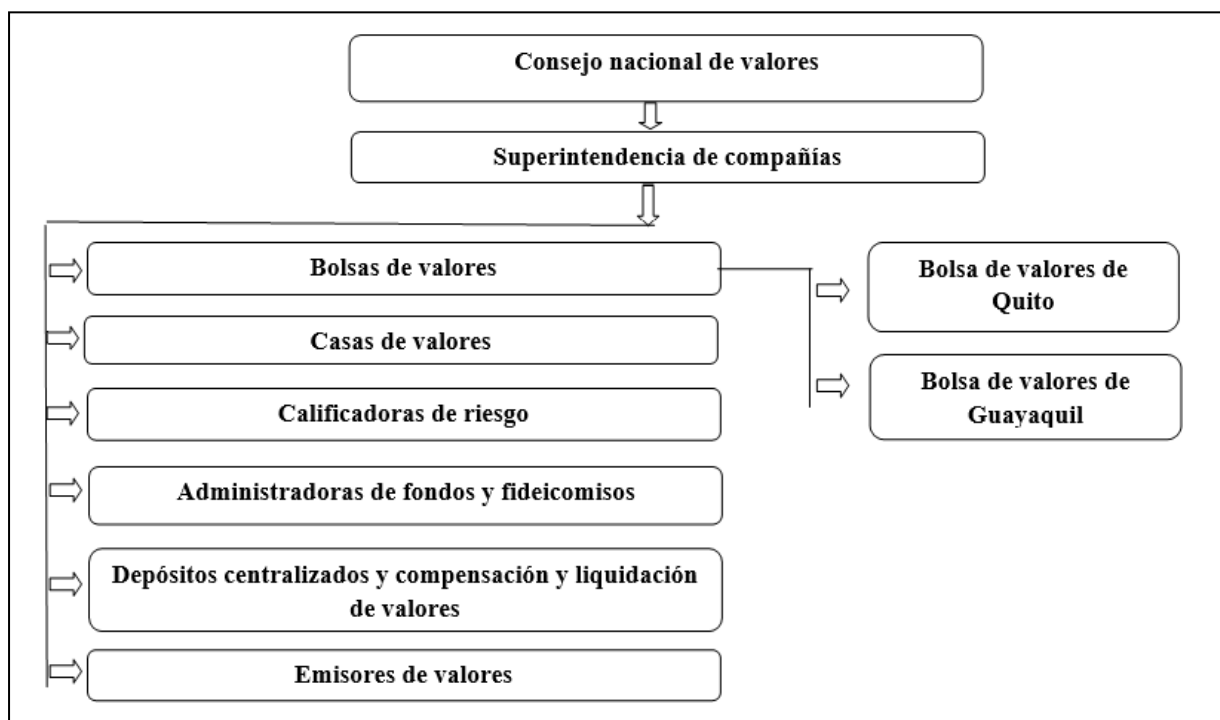 Consejo nacional de valores
Superintendencia de compañías
Bolsas de valores
Bolsa de valores de
Quito
Casas de valores
Bolsa de valores de
Guayaquil
Calificadoras de riesgo
Administradoras de fondos y fideicomisos
Depósitos centralizados y compensación y liquidación
de valores
Emisores de valores